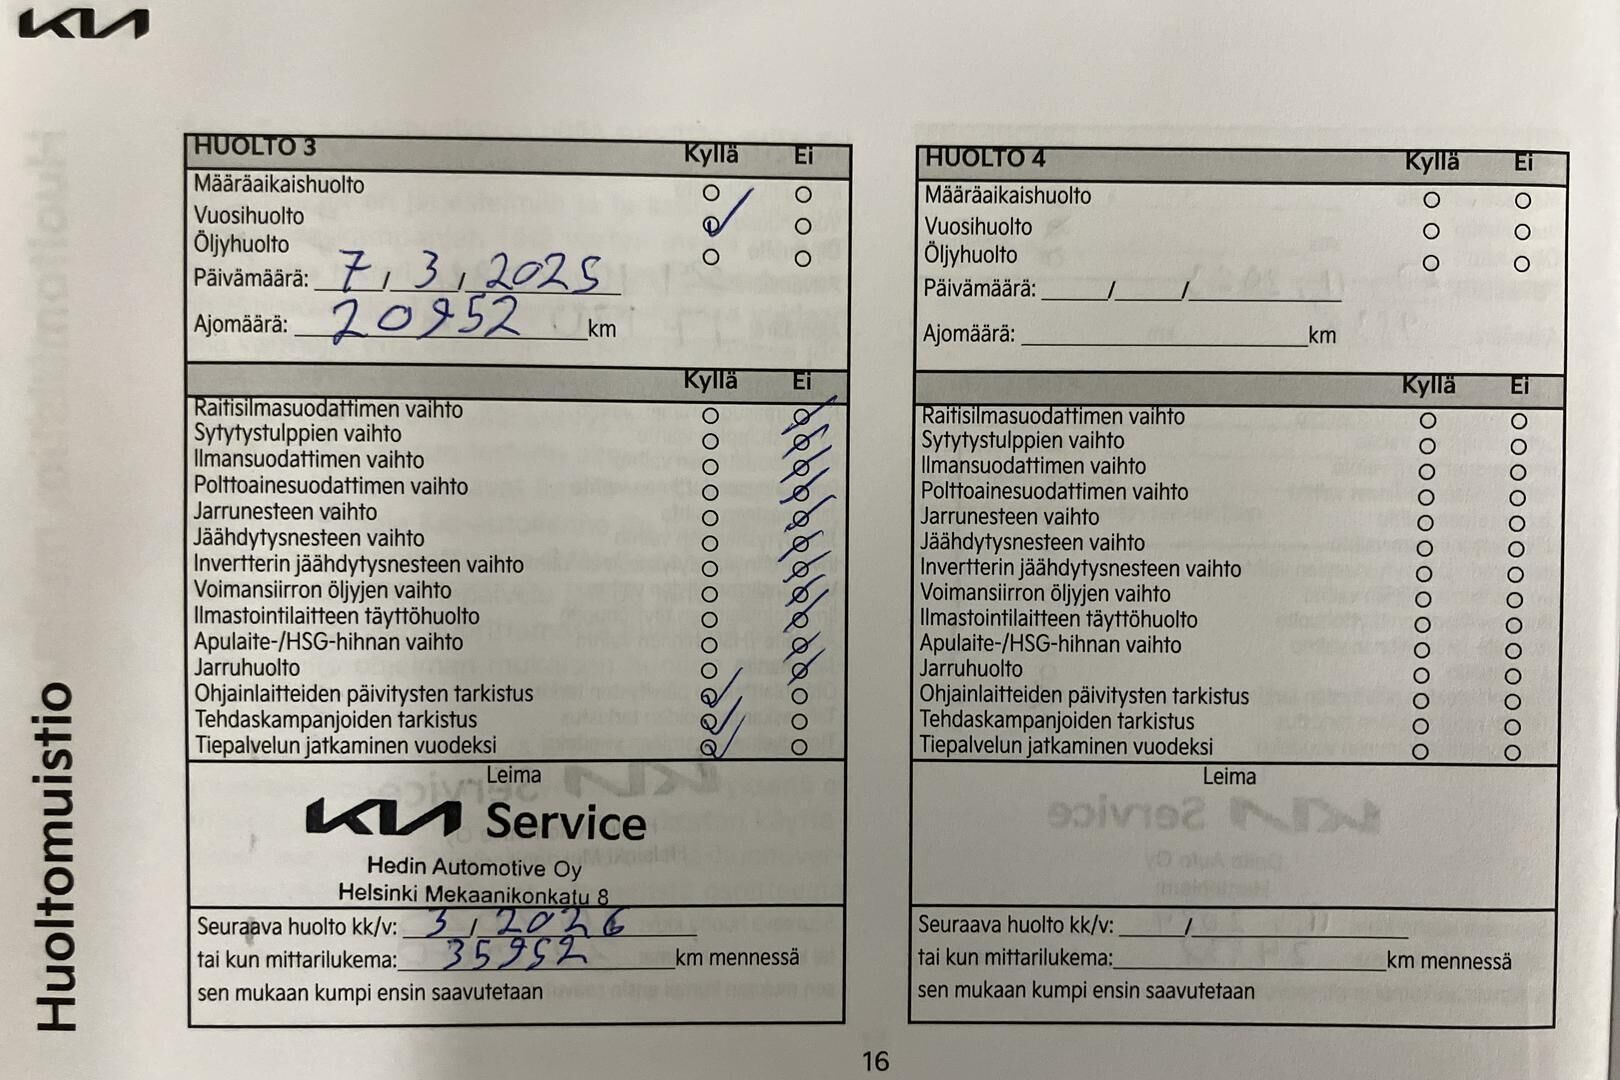 KIA
Huoltomuistio
HUOLTO 3 Kyllä Ei
Määräaikaishuolto
Vuosihuolto
Öljyhuolto
Päivämäärä: 7 / 3 / 2025
Ajomäärä: 20952 km
Kyllä Ei
Raitisilmasuodattimen vaihto
Sytytystulppien vaihto
Ilmansuodattimen vaihto
Polttoainesuodattimen vaihto
Jarrunesteen vaihto
Jäähdytysnesteen vaihto
Invertterin jäähdytysnesteen vaihto
Voimansiirron öljyjen vaihto
Ilmastointilaitteen täyttöhuolto
Apulaite-/HSG-hihnan vaihto
Jarruhuolto
Ohjainlaitteiden päivitysten tarkistus
Tehdaskampanjoiden tarkistus
Tiepalvelun jatkaminen vuodeksi
Leima
KIA Service
Hedin Automotive Oy
Helsinki Mekaanikonkatu 8
Seuraava huolto kk/v: 3 / 2026
tai kun mittarilukema: 35952 km mennessä
sen mukaan kumpi ensin saavutetaan
HUOLTO 4 Kyllä Ei
Määräaikaishuolto
Vuosihuolto
Öljyhuolto
Päivämäärä: / /
Ajomäärä: km
Kyllä Ei
Raitisilmasuodattimen vaihto
Sytytystulppien vaihto
Ilmansuodattimen vaihto
Polttoainesuodattimen vaihto
Jarrunesteen vaihto
Jäähdytysnesteen vaihto
Invertterin jäähdytysnesteen vaihto
Voimansiirron öljyjen vaihto
Ilmastointilaitteen täyttöhuolto
Apulaite-/HSG-hihnan vaihto
Jarruhuolto
Ohjainlaitteiden päivitysten tarkistus
Tehdaskampanjoiden tarkistus
Tiepalvelun jatkaminen vuodeksi
Leima
Seuraava huolto kk/v: /
tai kun mittarilukema: km mennessä
sen mukaan kumpi ensin saavutetaan
16